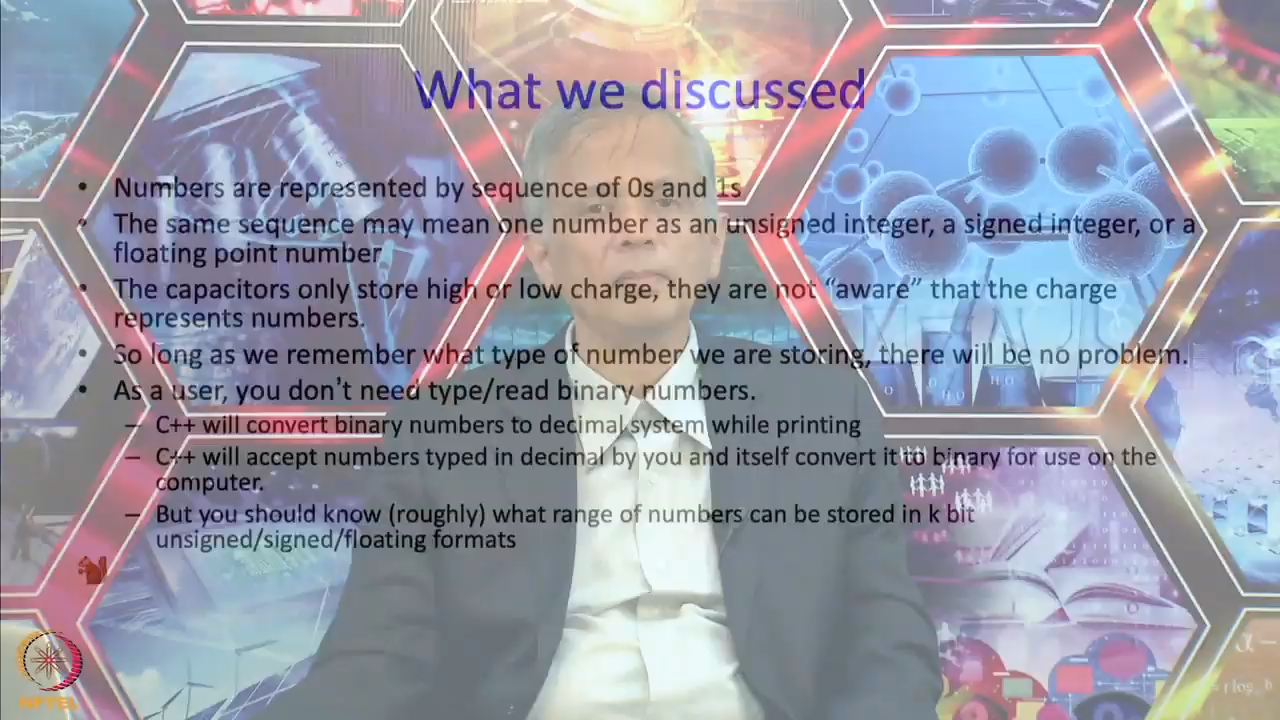 What we discussed
• Numbers are represented by sequence of 0s and 1s
• The same sequence may mean one number as an unsigned integer, a signed integer, or a
floating point number
• The capacitors only store high or low charge, they are not “aware” that the charge
represents numbers.
• So long as we remember what type of number we are storing, there will be no problem.
• As a user, you don’t need type/read binary numbers.
– C++ will convert binary numbers to decimal system while printing
– C++ will accept numbers typed in decimal by you and itself convert it to binary for use on the
computer.
– But you should know (roughly) what range of numbers can be stored in k bit
unsigned/signed/floating formats
NPTEL